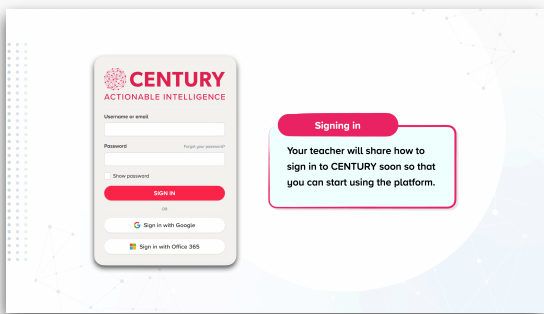 CENTURY
ACTIONABLE INTELLIGENCE
Username or email
Password
Forgot your password?
Show password
SIGN IN
OR
Sign in with Google
Sign in with Office 365
Signing in
Your teacher will share how to
sign in to CENTURY soon so that
you can start using the platform.